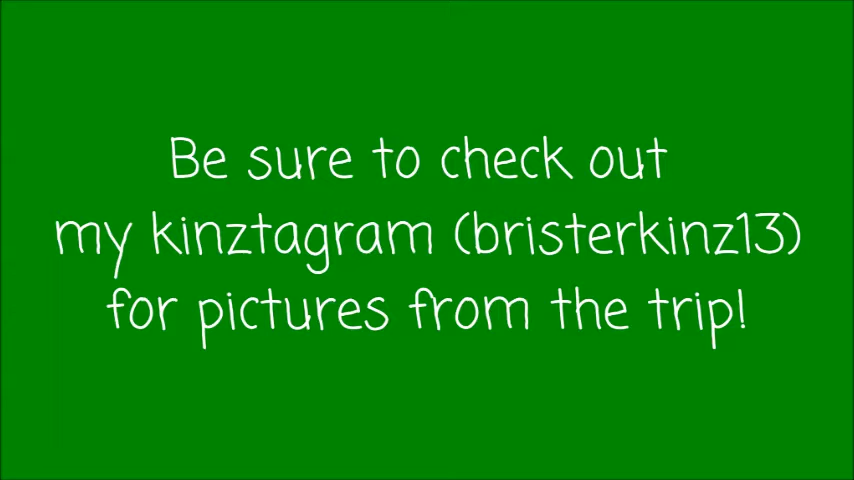 Be sure to check out
my kinztagram (bristerkinz13)
for pictures from the trip!